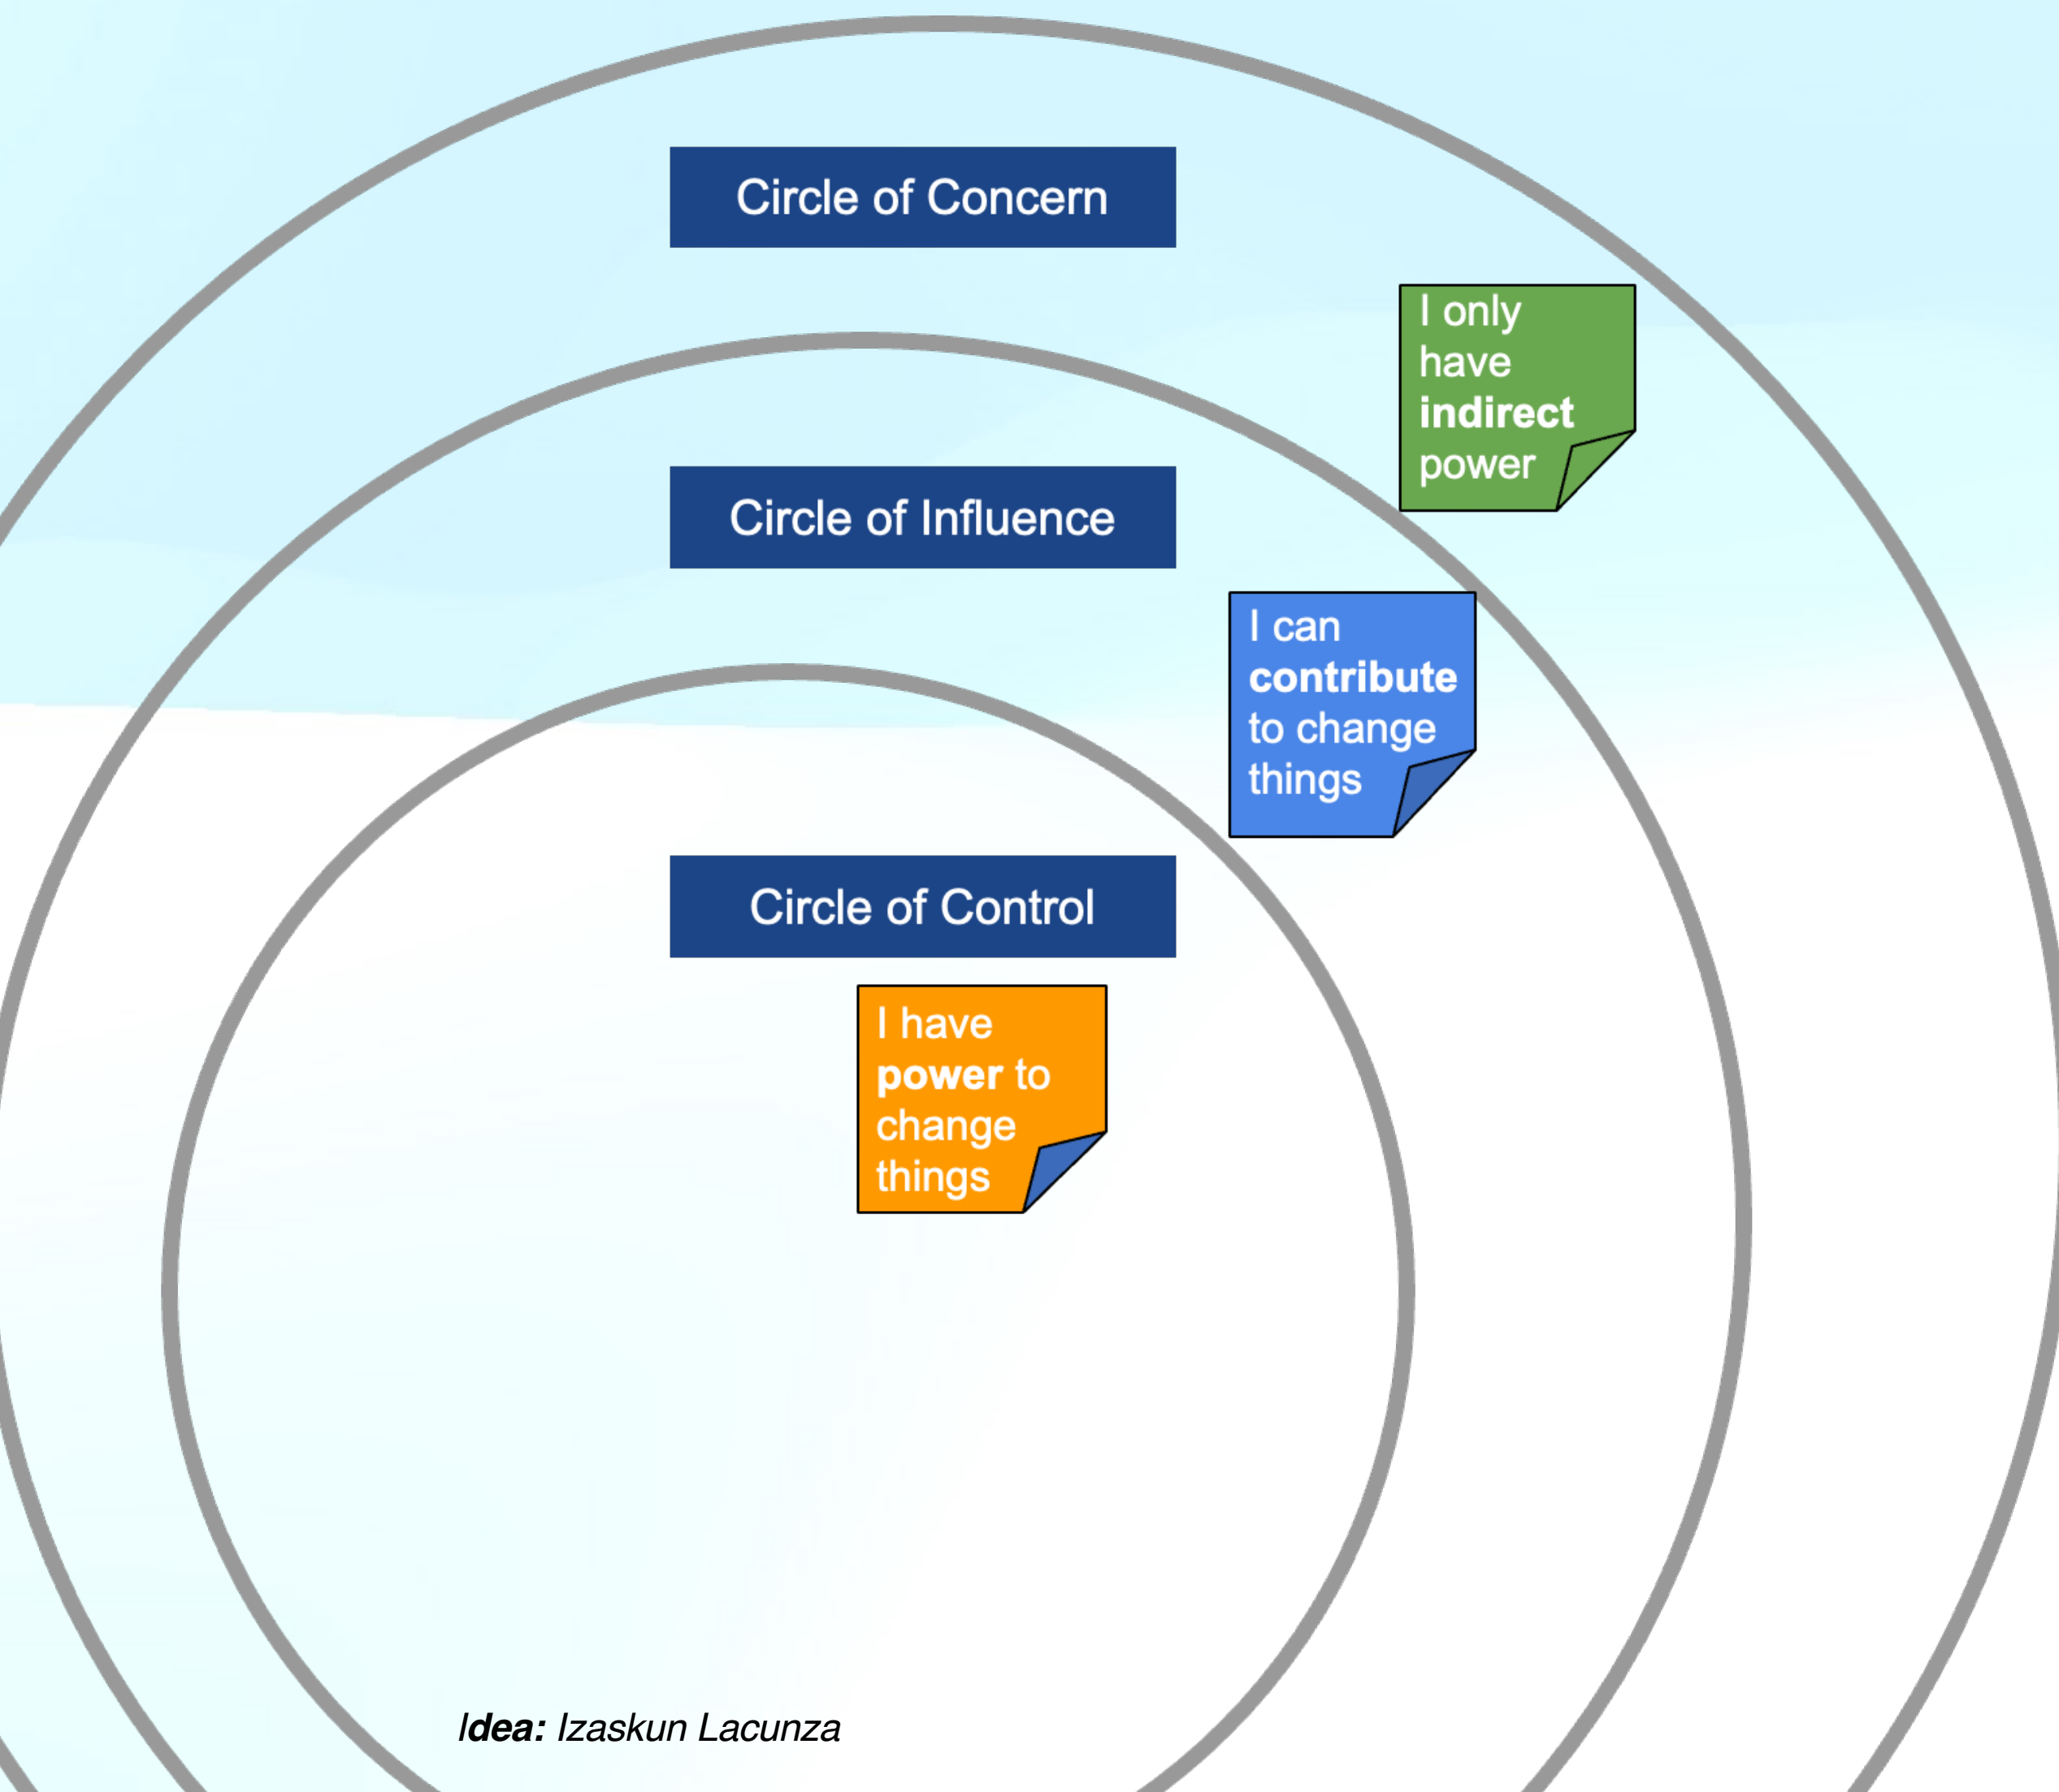 Circle of Concern
I only
have
indirect
power
Circle of Influence
I can
contribute
to change
things
Circle of Control
I have
power to
change
things
Idea: Izaskun Lacunza